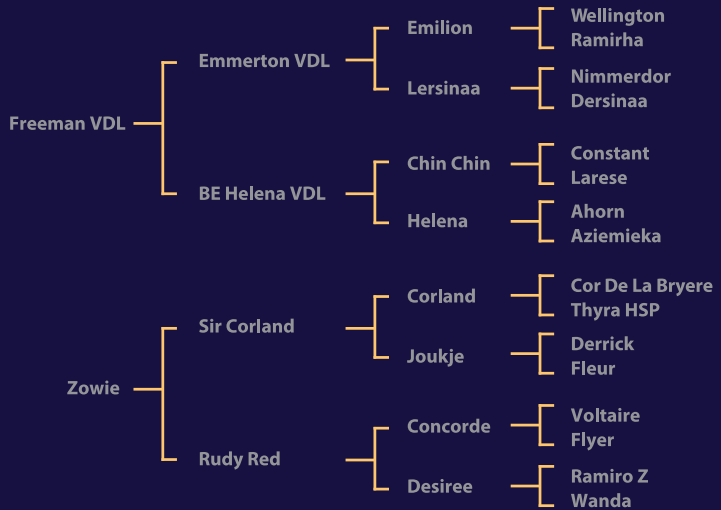 Wellington
Emilion
Ramirha
Emmerton VDL
Nimmerdor
Lersinaa
Dersinaa
Freeman VDL
Constant
Chin Chin
Larese
BE Helena VDL
Ahorn
Helena
Aziemieka
Cor De La Bryere
Corland
Thyra HSP
Sir Corland
Derrick
Joukje
Fleur
Zowie
Voltaire
Concorde
Flyer
Rudy Red
Ramiro Z
Desiree
Wanda